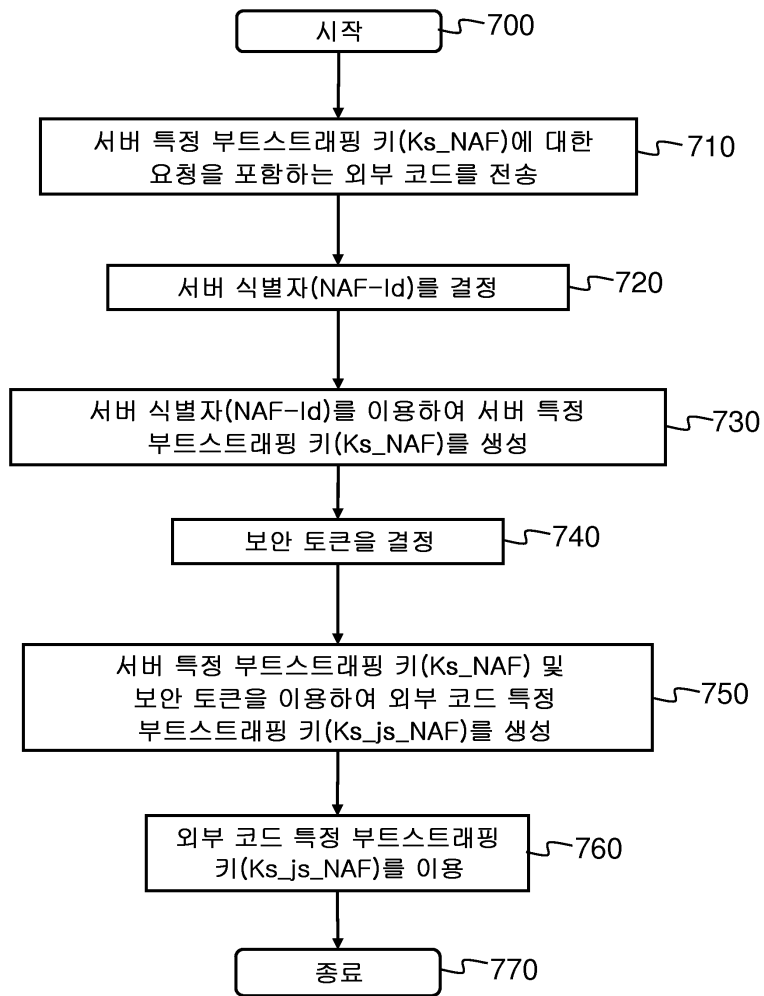 시작
700
서버 특정 부트스트래핑 키(Ks_NAF)에 대한
요청을 포함하는 외부 코드를 전송
710
서버 식별자(NAF-Id)를 결정
720
서버 식별자(NAF-Id)를 이용하여 서버 특정
부트스트래핑 키(Ks_NAF)를 생성
730
보안 토큰을 결정
740
서버 특정 부트스트래핑 키(Ks_NAF) 및
보안 토큰을 이용하여 외부 코드 특정
부트스트래핑 키(Ks_js_NAF)를 생성
750
외부 코드 특정 부트스트래핑
키(Ks_js_NAF)를 이용
760
종료
770